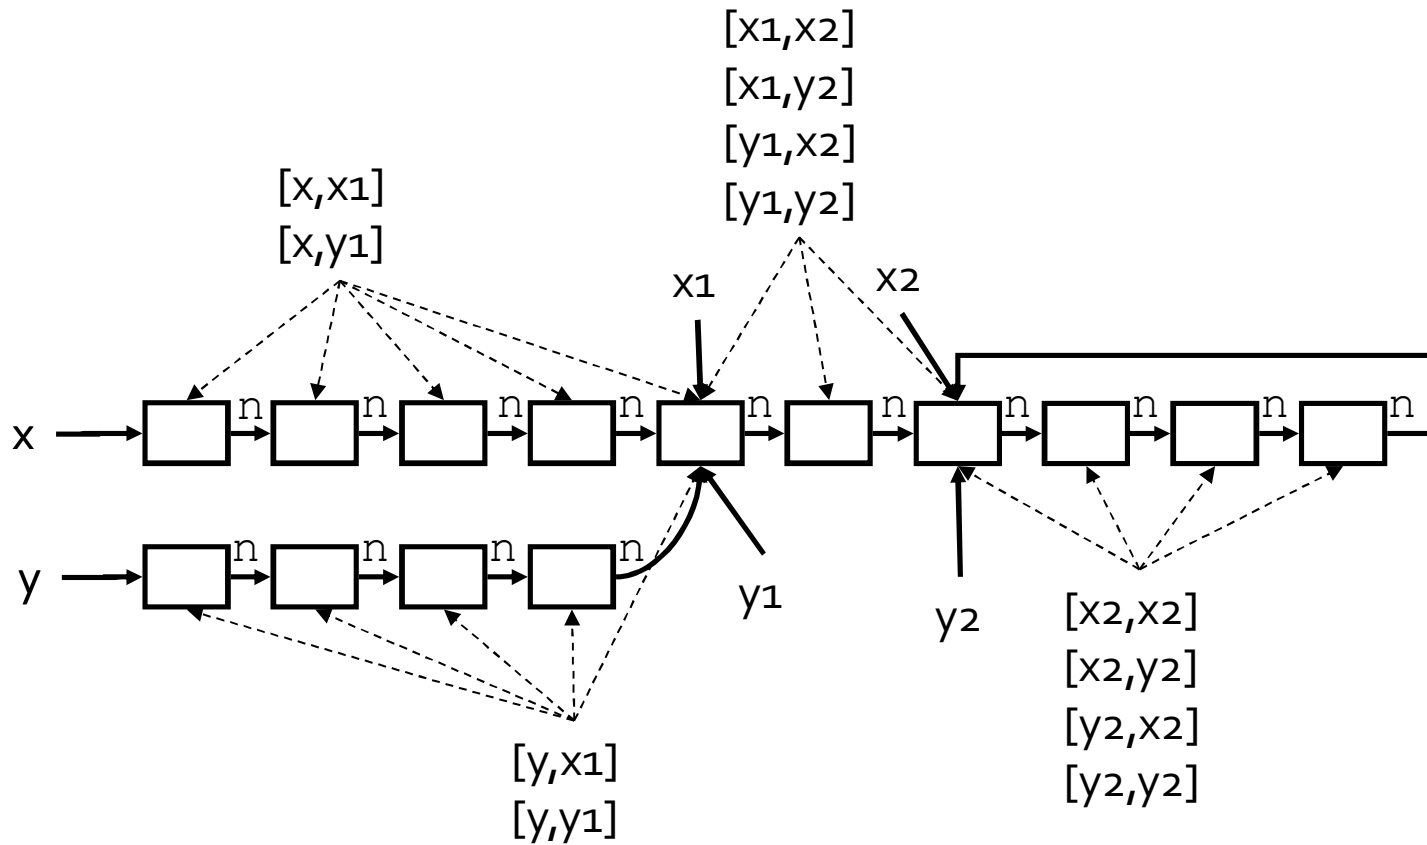 [x1,x2]
[x1,y2]
[y1,x2]
[y1,y2]
[x,x1]
[x,y1]
x1
x2
x
n n n n n n n n n n
y
n n n n
y1
y2
[x2,x2]
[x2,y2]
[y2,x2]
[y2,y2]
[y,x1]
[y,y1]